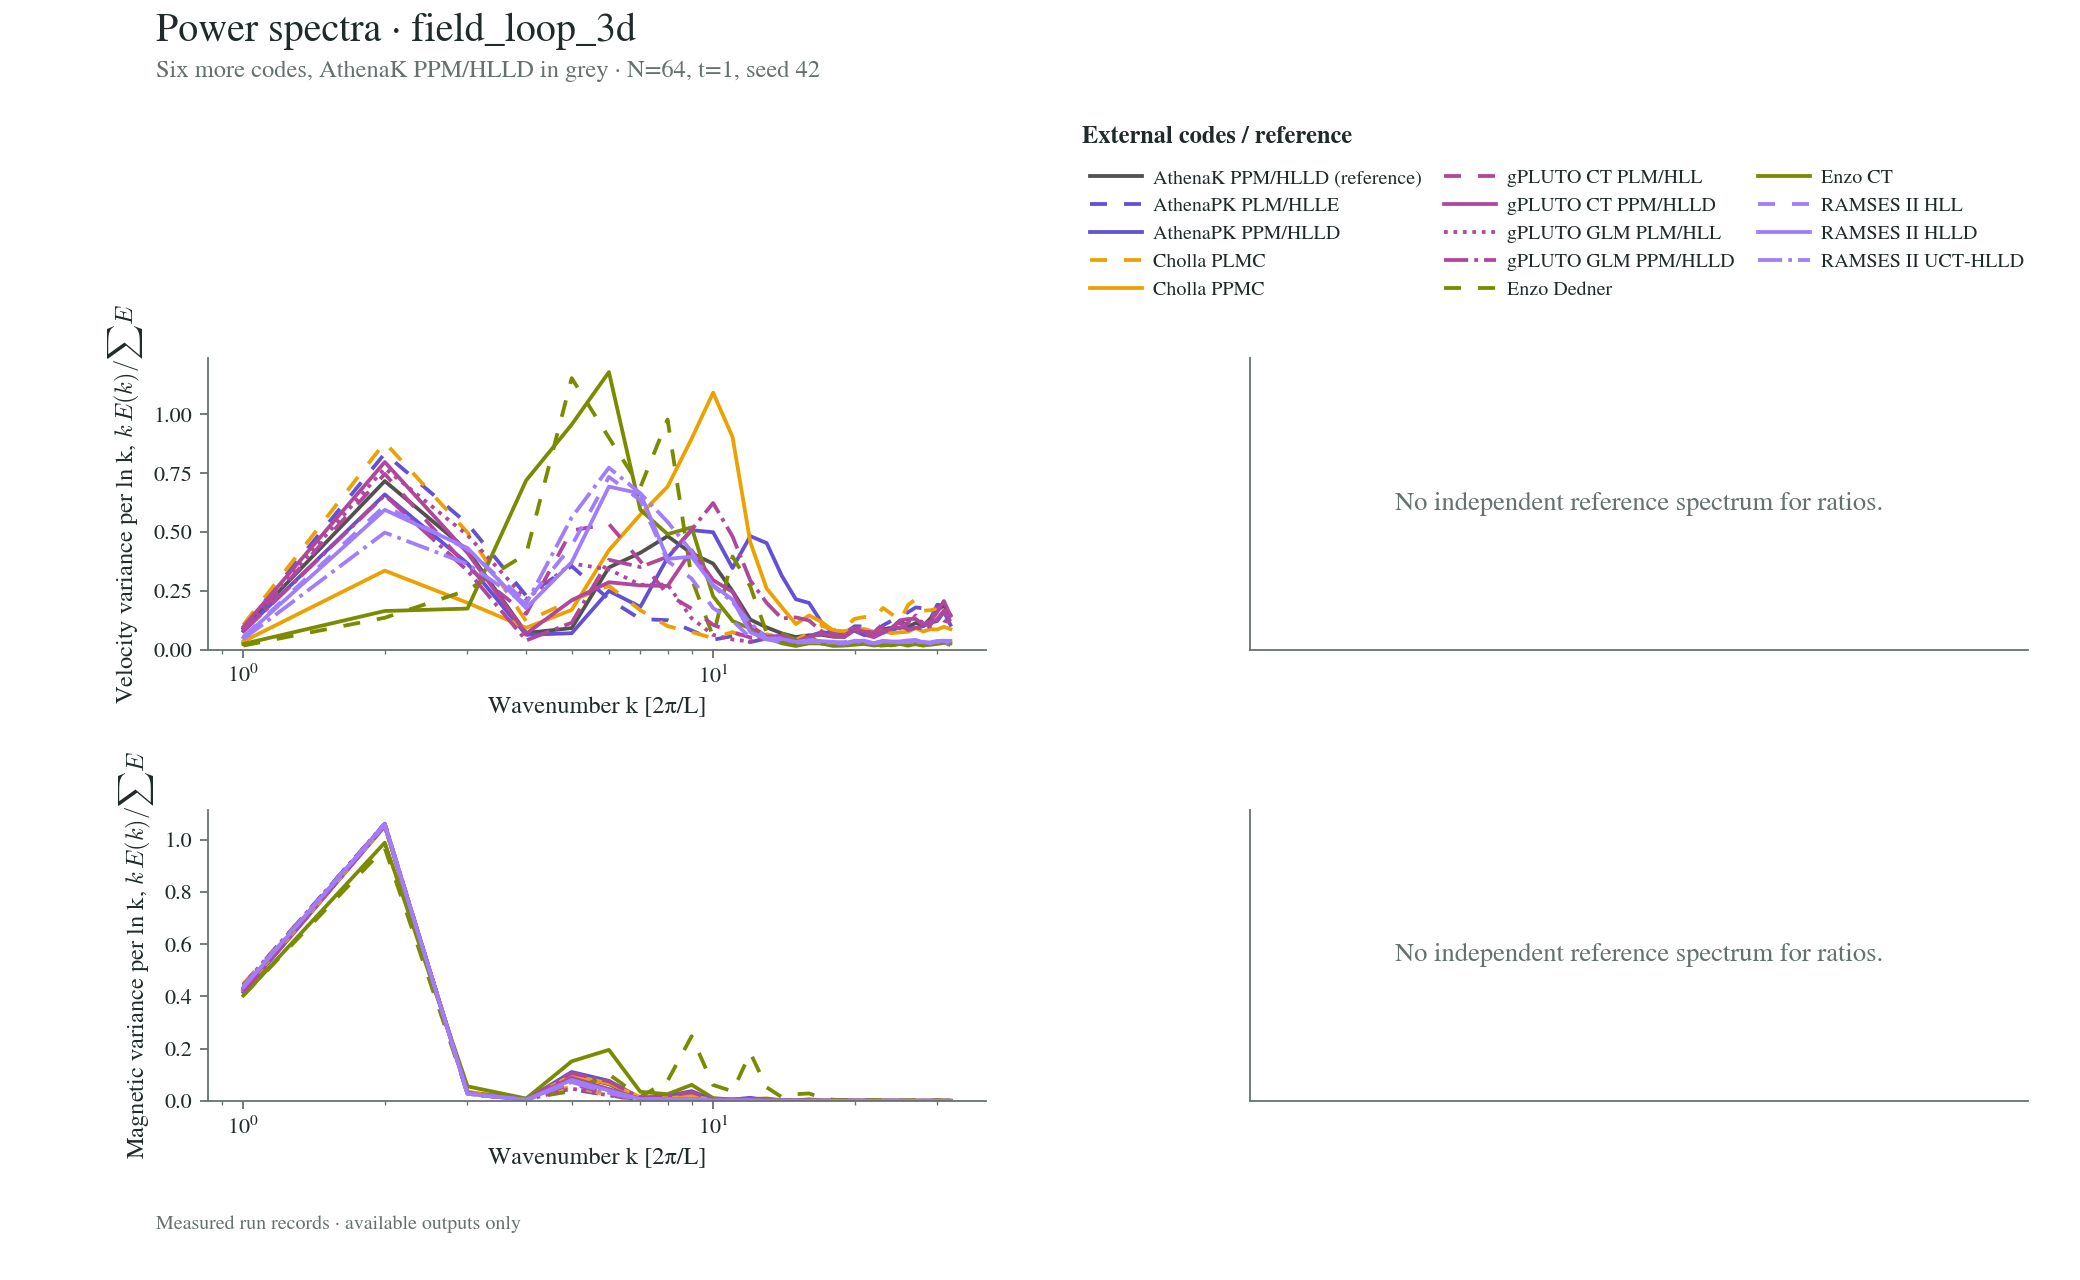 Power spectra · field_loop_3d
Six more codes, AthenaK PPM/HLLD in grey · N=64, t=1, seed 42
External codes / reference
AthenaK PPM/HLLD (reference)
AthenaPK PLM/HLLE
AthenaPK PPM/HLLD
Cholla PLMC
Cholla PPMC
gPLUTO CT PLM/HLL
gPLUTO CT PPM/HLLD
gPLUTO GLM PLM/HLL
gPLUTO GLM PPM/HLLD
Enzo Dedner
Enzo CT
RAMSES II HLL
RAMSES II HLLD
RAMSES II UCT-HLLD
Velocity variance per ln k, k E(k)/∑E
1.00
0.75
0.50
0.25
0.00
10⁰
10¹
Wavenumber k [2π/L]
No independent reference spectrum for ratios.
Magnetic variance per ln k, k E(k)/∑E
1.0
0.8
0.6
0.4
0.2
0.0
10⁰
10¹
Wavenumber k [2π/L]
No independent reference spectrum for ratios.
Measured run records · available outputs only